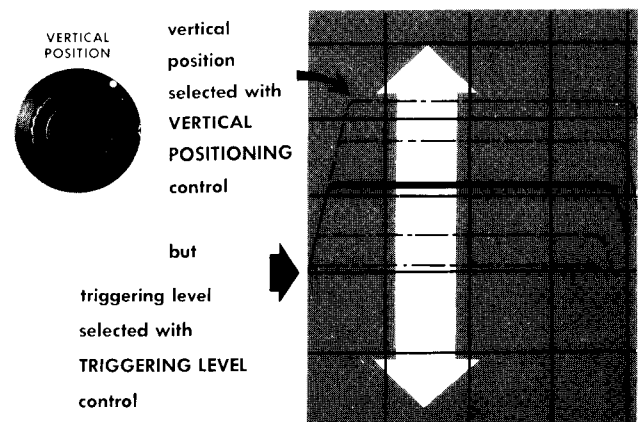 VERTICAL
POSITION
vertical
position
selected with
VERTICAL
POSITIONING
control
but
triggering level
selected with
TRIGGERING LEVEL
control